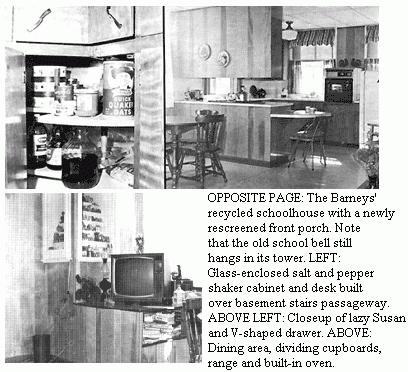 QUICK
QUAKER
OATS
OPPOSITE PAGE: The Barneys'
recycled schoolhouse with a newly
rescreened front porch. Note
that the old school bell still
hangs in its tower. LEFT:
Glass-enclosed salt and pepper
shaker cabinet and desk built
over basement stairs passageway.
ABOVE LEFT: Closeup of lazy Susan
and V-shaped drawer. ABOVE:
Dining area, dividing cupboards,
range and built-in oven.